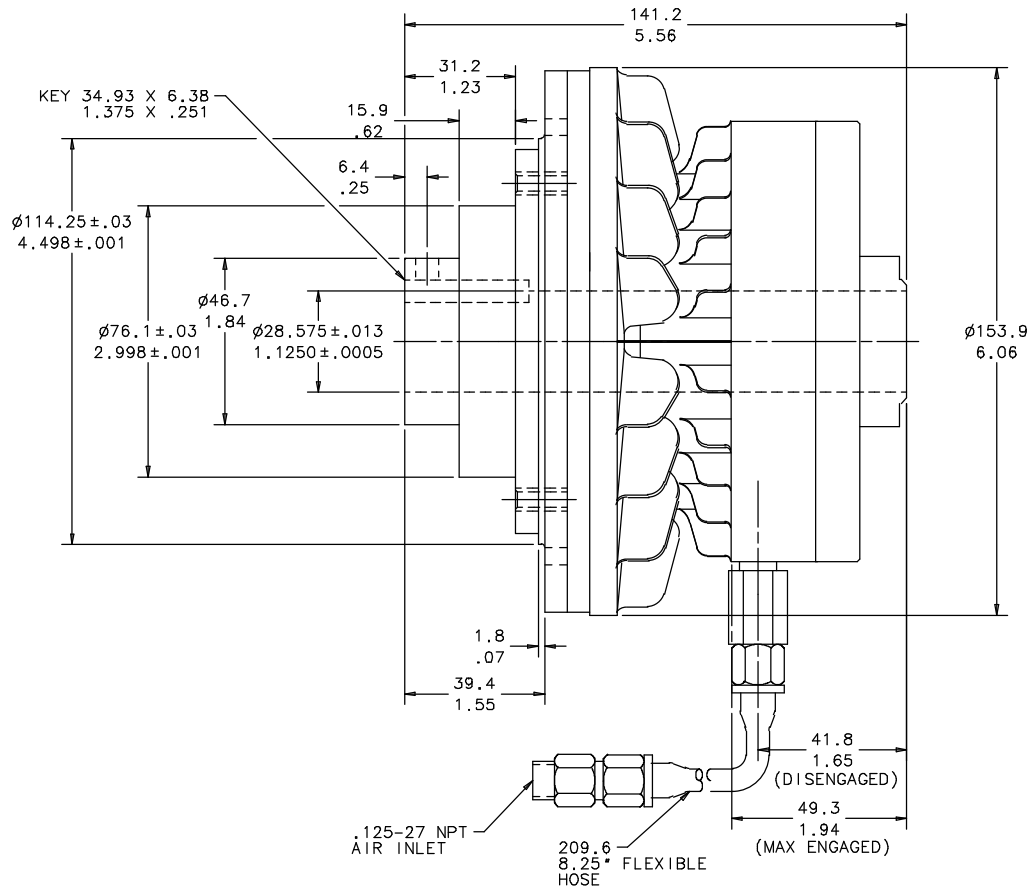 141.2
5.56
31.2
1.23
KEY 34.93 X 6.38
1.375 X .251
15.9
.62
6.4
.25
Ø114.25±.03
4.498±.001
Ø46.7
1.84
Ø76.1±.03
2.998±.001
Ø28.575±.013
1.1250±.0005
Ø153.9
6.06
1.8
.07
39.4
1.55
41.8
1.65
(DISENGAGED)
49.3
1.94
(MAX ENGAGED)
.125-27 NPT
AIR INLET
209.6
8.25" FLEXIBLE
HOSE